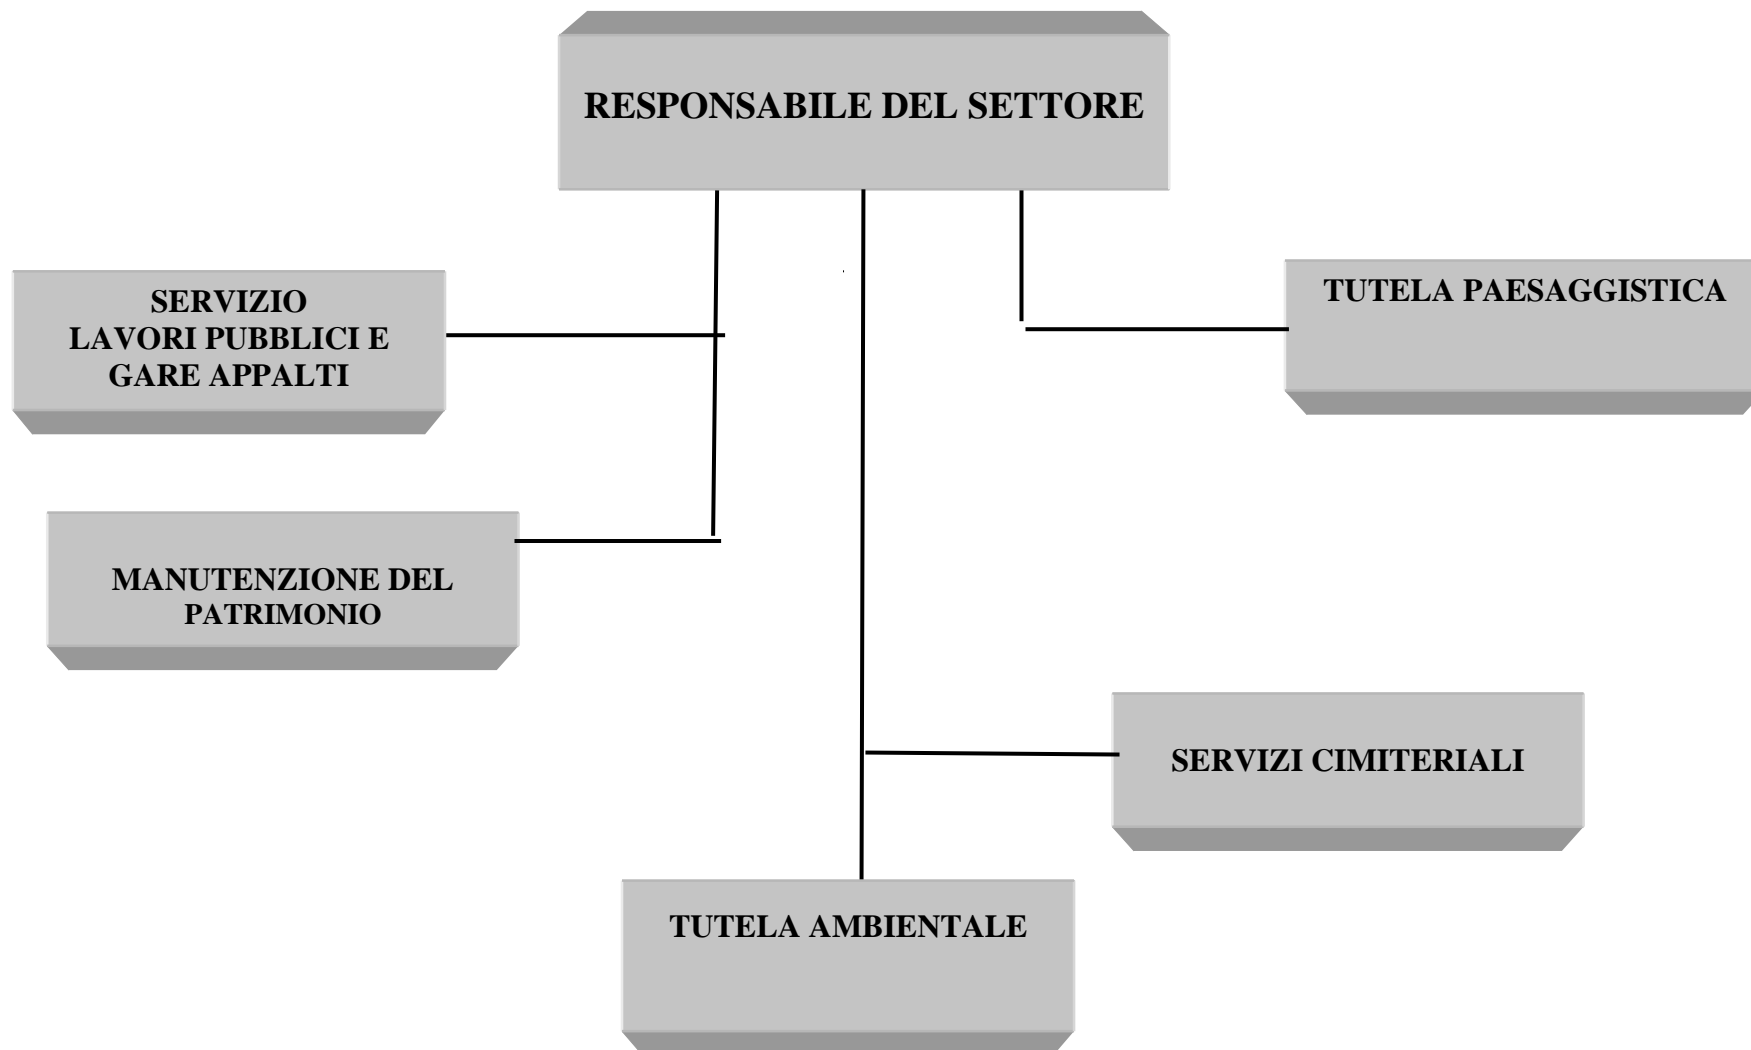 RESPONSABILE DEL SETTORE
SERVIZIO
LAVORI PUBBLICI E
GARE APPALTI
TUTELA PAESAGGISTICA
MANUTENZIONE DEL
PATRIMONIO
SERVIZI CIMITERIALI
TUTELA AMBIENTALE